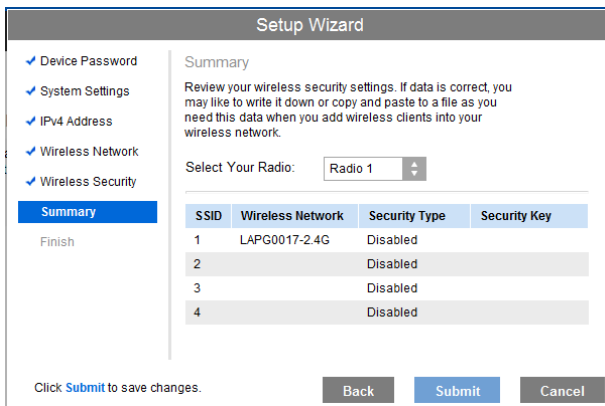 Setup Wizard
Device Password
System Settings
IPv4 Address
Wireless Network
Wireless Security
Summary
Finish
Summary
Review your wireless security settings. If data is correct, you
may like to write it down or copy and paste to a file as you
need this data when you add wireless clients into your
wireless network.
Select Your Radio: Radio 1
SSID Wireless Network Security Type Security Key
1 LAPG0017-2.4G Disabled
2 Disabled
3 Disabled
4 Disabled
Click Submit to save changes.
Back Submit Cancel